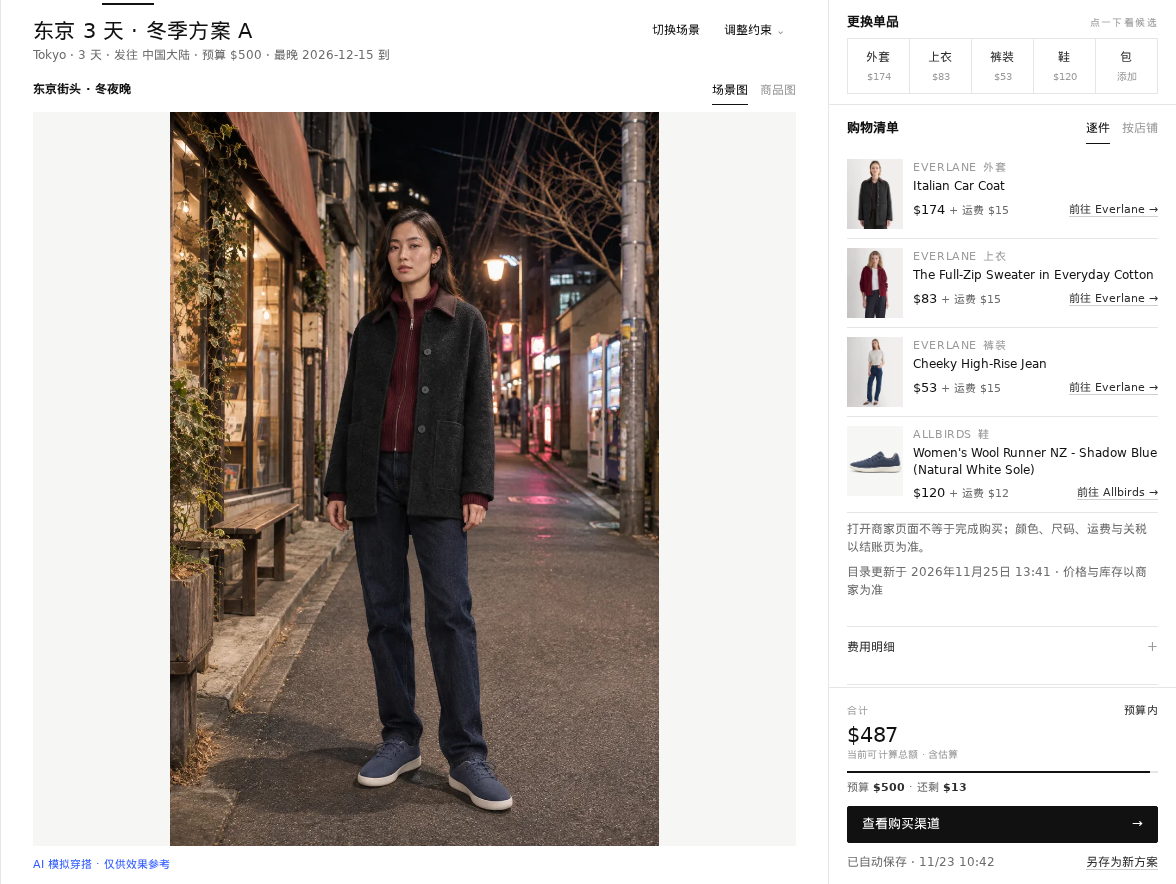 东京 3 天 · 冬季方案 A
切换场景
调整约束
Tokyo · 3 天 · 发往 中国大陆 · 预算 $500 · 最晚 2026-12-15 到
东京街头 · 冬夜晚
场景图
商品图
AI 模拟穿搭 · 仅供效果参考
更换单品
点一下看候选
外套
$174
上衣
$83
裤装
$53
鞋
$120
包
添加
购物清单
逐件
按店铺
EVERLANE 外套
Italian Car Coat
$174 + 运费 $15
前往 Everlane →
EVERLANE 上衣
The Full-Zip Sweater in Everyday Cotton
$83 + 运费 $15
前往 Everlane →
EVERLANE 裤装
Cheeky High-Rise Jean
$53 + 运费 $15
前往 Everlane →
ALLBIRDS 鞋
Women's Wool Runner NZ - Shadow Blue
(Natural White Sole)
$120 + 运费 $12
前往 Allbirds →
打开商家页面不等于完成购买；颜色、尺码、运费与关税
以结账页为准。
目录更新于 2026年11月25日 13:41 · 价格与库存以商
家为准
费用明细 +
合计
预算内
$487
当前可计算总额 · 含估算
预算 $500 · 还剩 $13
查看购买渠道 →
已自动保存 · 11/23 10:42
另存为新方案